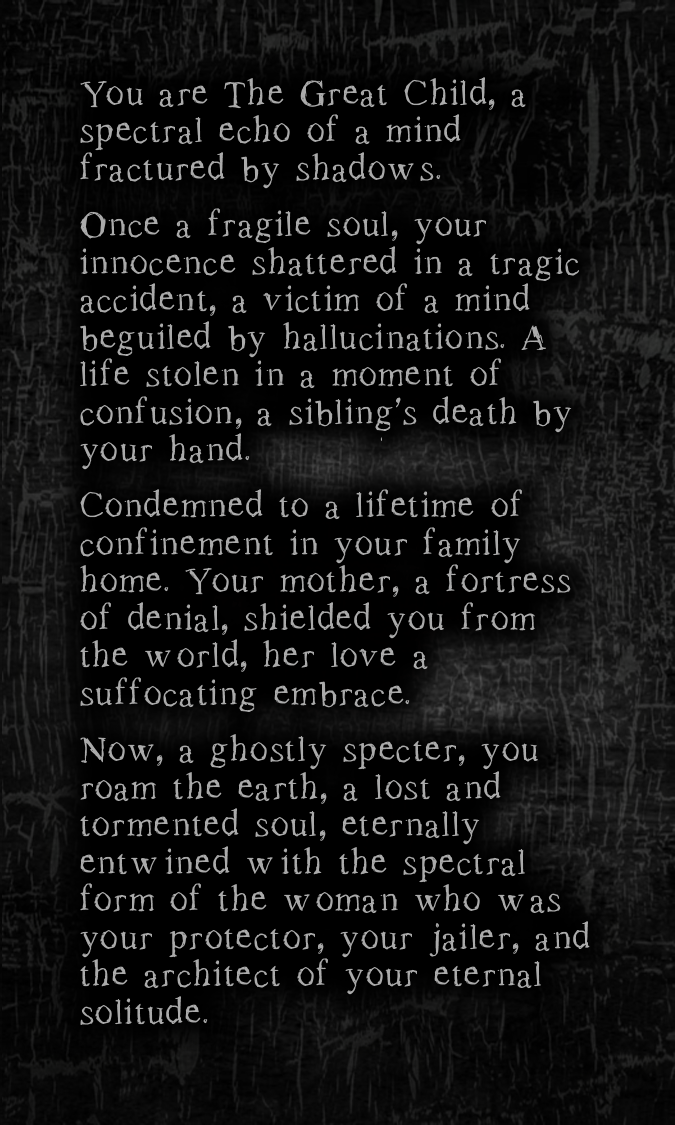 You are The Great Child, a
spectral echo of a mind
fractured by shadows.
Once a fragile soul, your
innocence shattered in a tragic
accident, a victim of a mind
beguiled by hallucinations. A
life stolen in a moment of
confusion, a sibling's death by
your hand.
Condemned to a lifetime of
confinement in your family
home. Your mother, a fortress
of denial, shielded you from
the world, her love a
suffocating embrace.
Now, a ghostly specter, you
roam the earth, a lost and
tormented soul, eternally
entwined with the spectral
form of the woman who was
your protector, your jailer, and
the architect of your eternal
solitude.